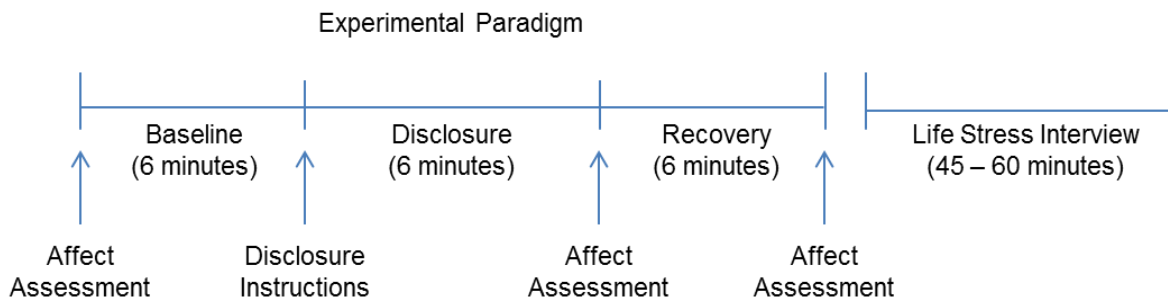 Experimental Paradigm
Baseline
(6 minutes)
Disclosure
(6 minutes)
Recovery
(6 minutes)
Life Stress Interview
(45 – 60 minutes)
Affect
Assessment
Disclosure
Instructions
Affect
Assessment
Affect
Assessment